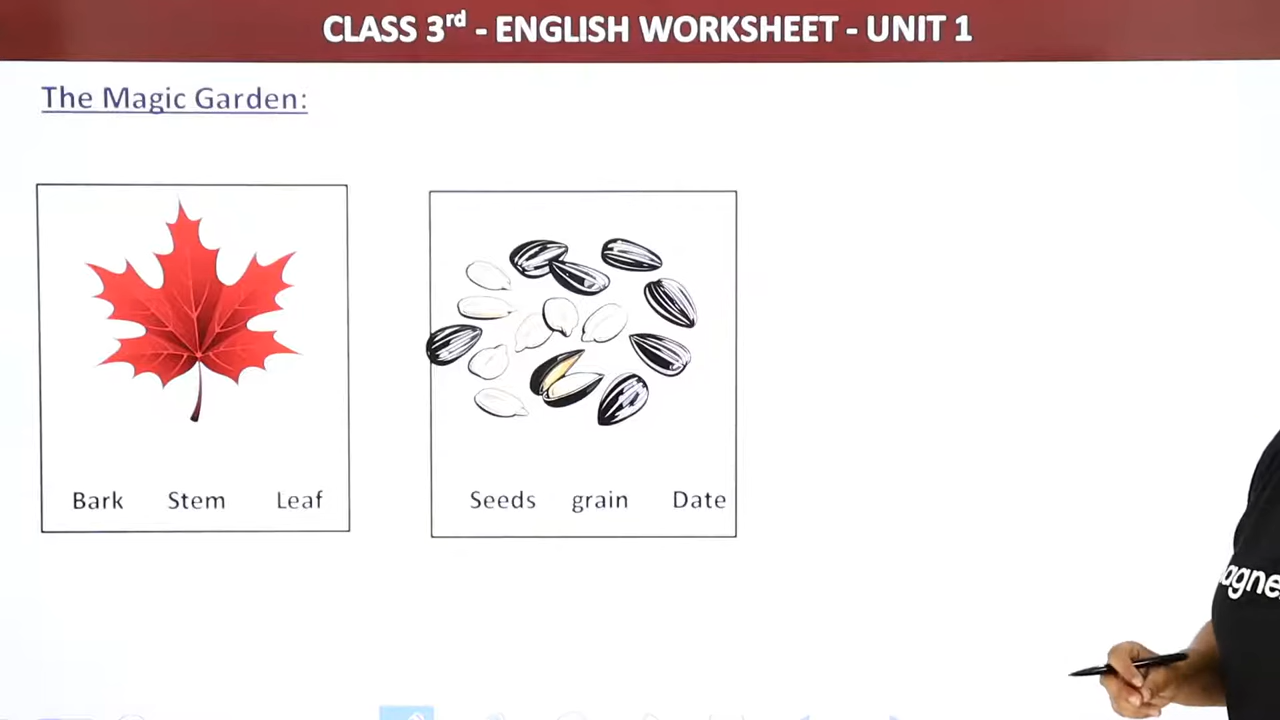 CLASS 3rd - ENGLISH WORKSHEET - UNIT 1
The Magic Garden:
Bark Stem Leaf
Seeds grain Date